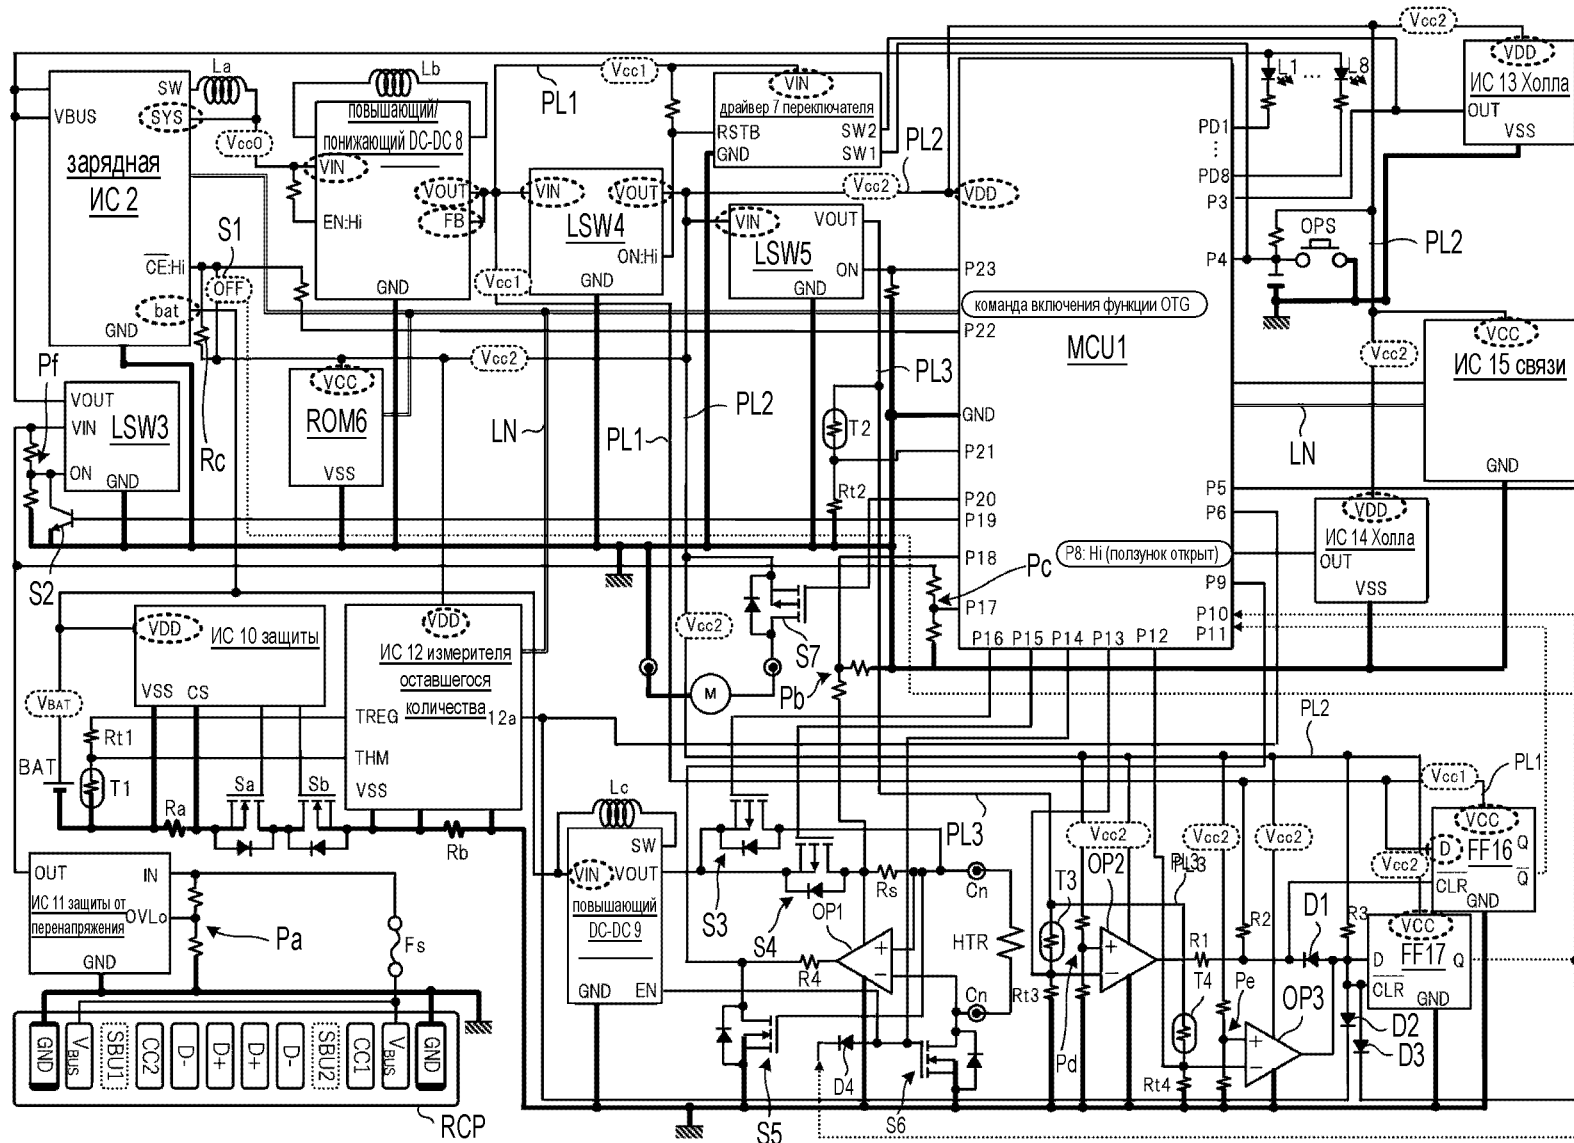 Vcc2
La
Lb
Vcc1
PL1
VIN
драйвер 7 переключателя
RSTB
GND
SW2
SW1
L1 ... L8
VDD
ИС 13 Холла
OUT
VSS
SW
SYS
VBUS
зарядная
ИС 2
Vcc0
повышающий/
понижающий DC-DC 8
VIN
EN:Hi
VOUT
FB
GND
VIN
VOUT
LSW4
ON:Hi
GND
Vcc1
Vcc2
PL2
VIN
VOUT
LSW5
ON
GND
VDD
PD1
PD8
P3
P4
OPS
PL2
S1
CE:Hi
OFF
bat
GND
P23
команда включения функции OTG
P22
MCU1
VCC
Vcc2
ИС 15 связи
GND
Pf
VOUT
VIN
LSW3
ON
GND
Rc
Vcc2
VCC
ROM6
VSS
LN
PL1
PL2
PL3
T2
Rt2
GND
P21
P20
P19
P18
P17
P5
P6
LN
VDD
ИС 14 Холла
OUT
VSS
P8: Hi (ползунок открыт)
P9
P10
P11
P16 P15 P14 P13 P12
Pc
S2
VDD
ИС 10 защиты
VSS CS
VDD
ИС 12 измерителя
оставшегося
количества
TREG
12a
THM
VSS
Vcc2
S7
M
Pb
VBAT
Rt1
BAT
T1
Ra
Sa
Sb
Rb
Lc
SW
VIN
VOUT
повышающий
DC-DC 9
GND
EN
S3
S4
OP1
Rs
R4
Cn
HTR
Cn
PL3
S5
D4
S6
T3
Rt3
Vcc2
OP2
Pd
PL3
R1
T4
Rt4
Vcc2
Vcc2
R2
Pe
OP3
D1
R3
D2
D3
PL2
Vcc1
PL1
VCC
D
Q
FF16
CLR
Q
GND
Vcc2
VCC
D
FF17
Q
CLR
GND
OUT
IN
ИС 11 защиты от
перенапряжения
OVLo
GND
Pa
Fs
GND VBUS SBU1 CC2 D- D+ D+ D- SBU2 CC1 VBUS GND
RCP